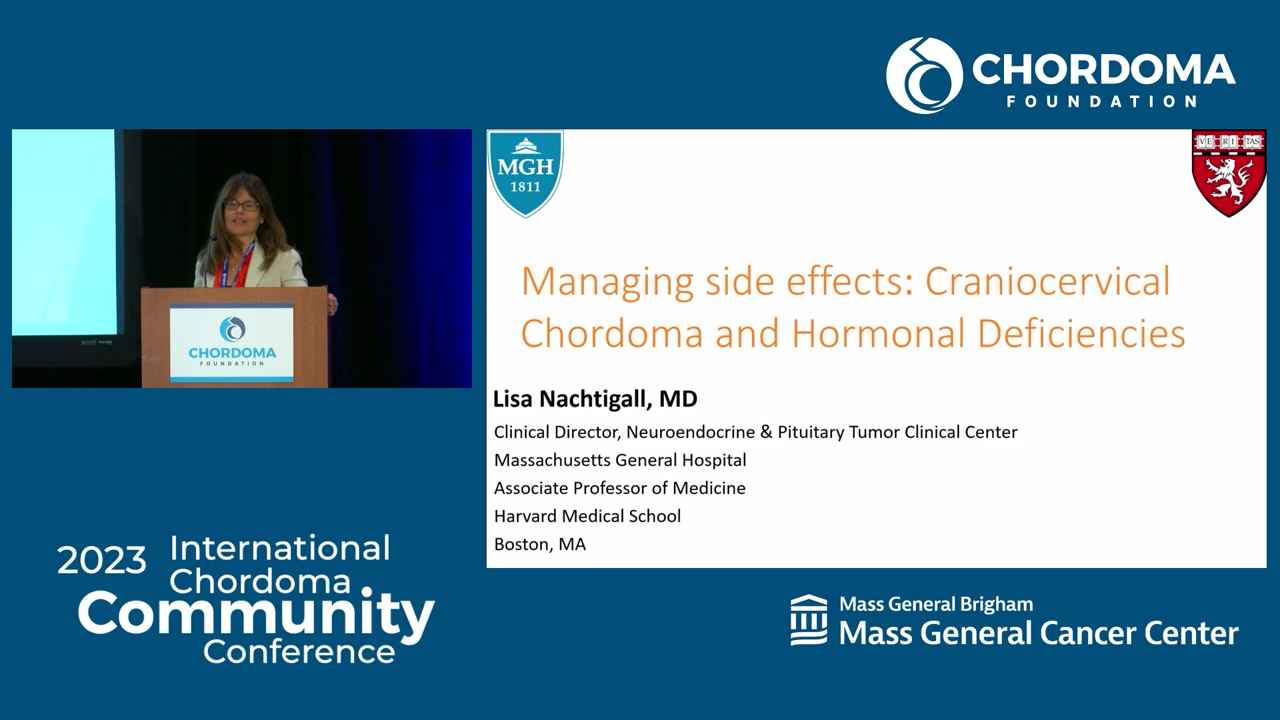 CHORDOMA
FOUNDATION
MGH
1811
VE RI TAS
Managing side effects: Craniocervical
Chordoma and Hormonal Deficiencies
Lisa Nachtigall, MD
Clinical Director, Neuroendocrine & Pituitary Tumor Clinical Center
Massachusetts General Hospital
Associate Professor of Medicine
Harvard Medical School
Boston, MA
CHORDOMA
FOUNDATION
2023 International
Chordoma
Community
Conference
Mass General Brigham
Mass General Cancer Center